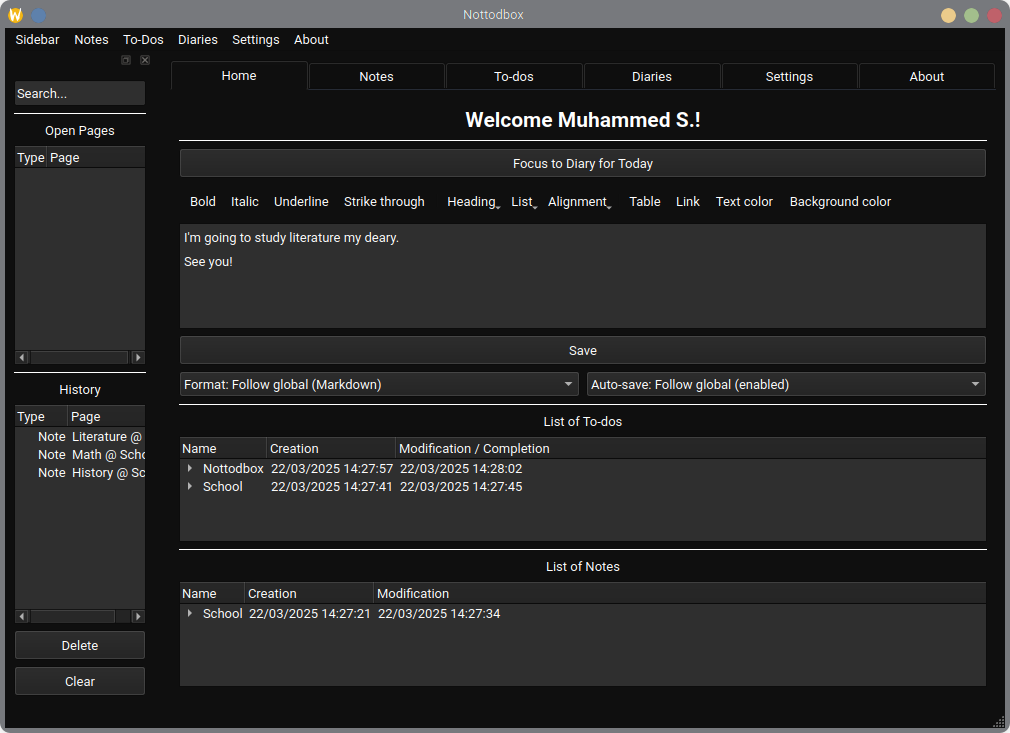 Nottodbox
Sidebar Notes To-Dos Diaries Settings About
Home Notes To-dos Diaries Settings About
Search...
Welcome Muhammed S.!
Open Pages
Type Page
Focus to Diary for Today
Bold Italic Underline Strike through Heading List Alignment Table Link Text color Background color
I'm going to study literature my deary.
See you!
Save
Format: Follow global (Markdown) Auto-save: Follow global (enabled)
History
Type Page
Note Literature @
Note Math @ Scho
Note History @ Sc
Delete
Clear
List of To-dos
Name Creation Modification / Completion
Nottodbox 22/03/2025 14:27:57 22/03/2025 14:28:02
School 22/03/2025 14:27:41 22/03/2025 14:27:45
List of Notes
Name Creation Modification
School 22/03/2025 14:27:21 22/03/2025 14:27:34